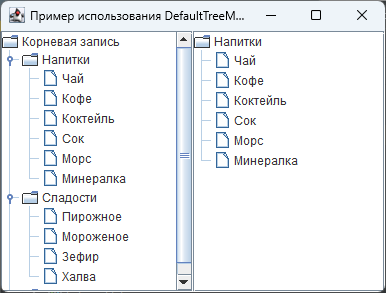 Пример использования DefaultTreeM...
Корневая запись
Напитки
Чай
Кофе
Коктейль
Сок
Морс
Минералка
Сладости
Пирожное
Мороженое
Зефир
Халва
Напитки
Чай
Кофе
Коктейль
Сок
Морс
Минералка